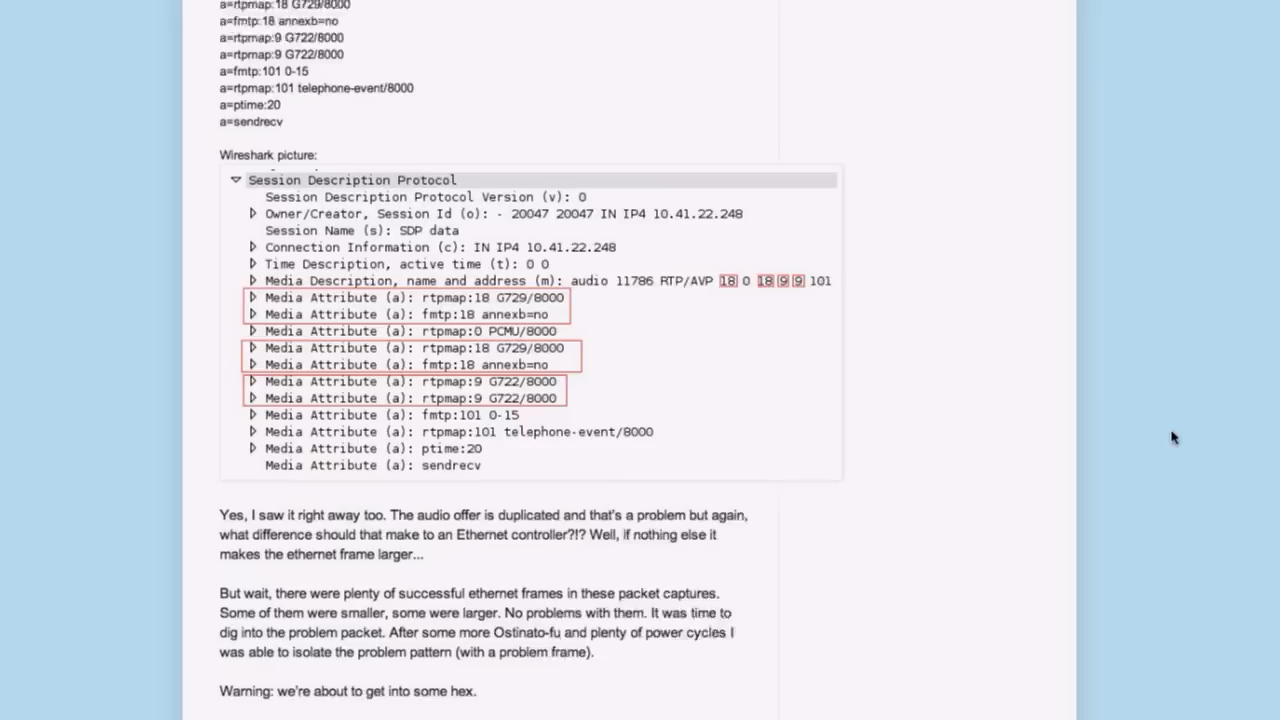 a=rtpmap:18 G729/8000
a=fmtp:18 annexb=no
a=rtpmap:9 G722/8000
a=rtpmap:9 G722/8000
a=fmtp:101 0-15
a=rtpmap:101 telephone-event/8000
a=ptime:20
a=sendrecv
Wireshark picture:
Session Description Protocol
Session Description Protocol Version (v): 0
Owner/Creator, Session Id (o): - 20047 20047 IN IP4 10.41.22.248
Session Name (s): SDP data
Connection Information (c): IN IP4 10.41.22.248
Time Description, active time (t): 0 0
Media Description, name and address (m): audio 11786 RTP/AVP 18 0 18 9 9 101
Media Attribute (a): rtpmap:18 G729/8000
Media Attribute (a): fmtp:18 annexb=no
Media Attribute (a): rtpmap:0 PCMU/8000
Media Attribute (a): rtpmap:18 G729/8000
Media Attribute (a): fmtp:18 annexb=no
Media Attribute (a): rtpmap:9 G722/8000
Media Attribute (a): rtpmap:9 G722/8000
Media Attribute (a): fmtp:101 0-15
Media Attribute (a): rtpmap:101 telephone-event/8000
Media Attribute (a): ptime:20
Media Attribute (a): sendrecv
Yes, I saw it right away too. The audio offer is duplicated and that's a problem but again,
what difference should that make to an Ethernet controller?!? Well, if nothing else it
makes the ethernet frame larger...
But wait, there were plenty of successful ethernet frames in these packet captures.
Some of them were smaller, some were larger. No problems with them. It was time to
dig into the problem packet. After some more Ostinato-fu and plenty of power cycles I
was able to isolate the problem pattern (with a problem frame).
Warning: we're about to get into some hex.